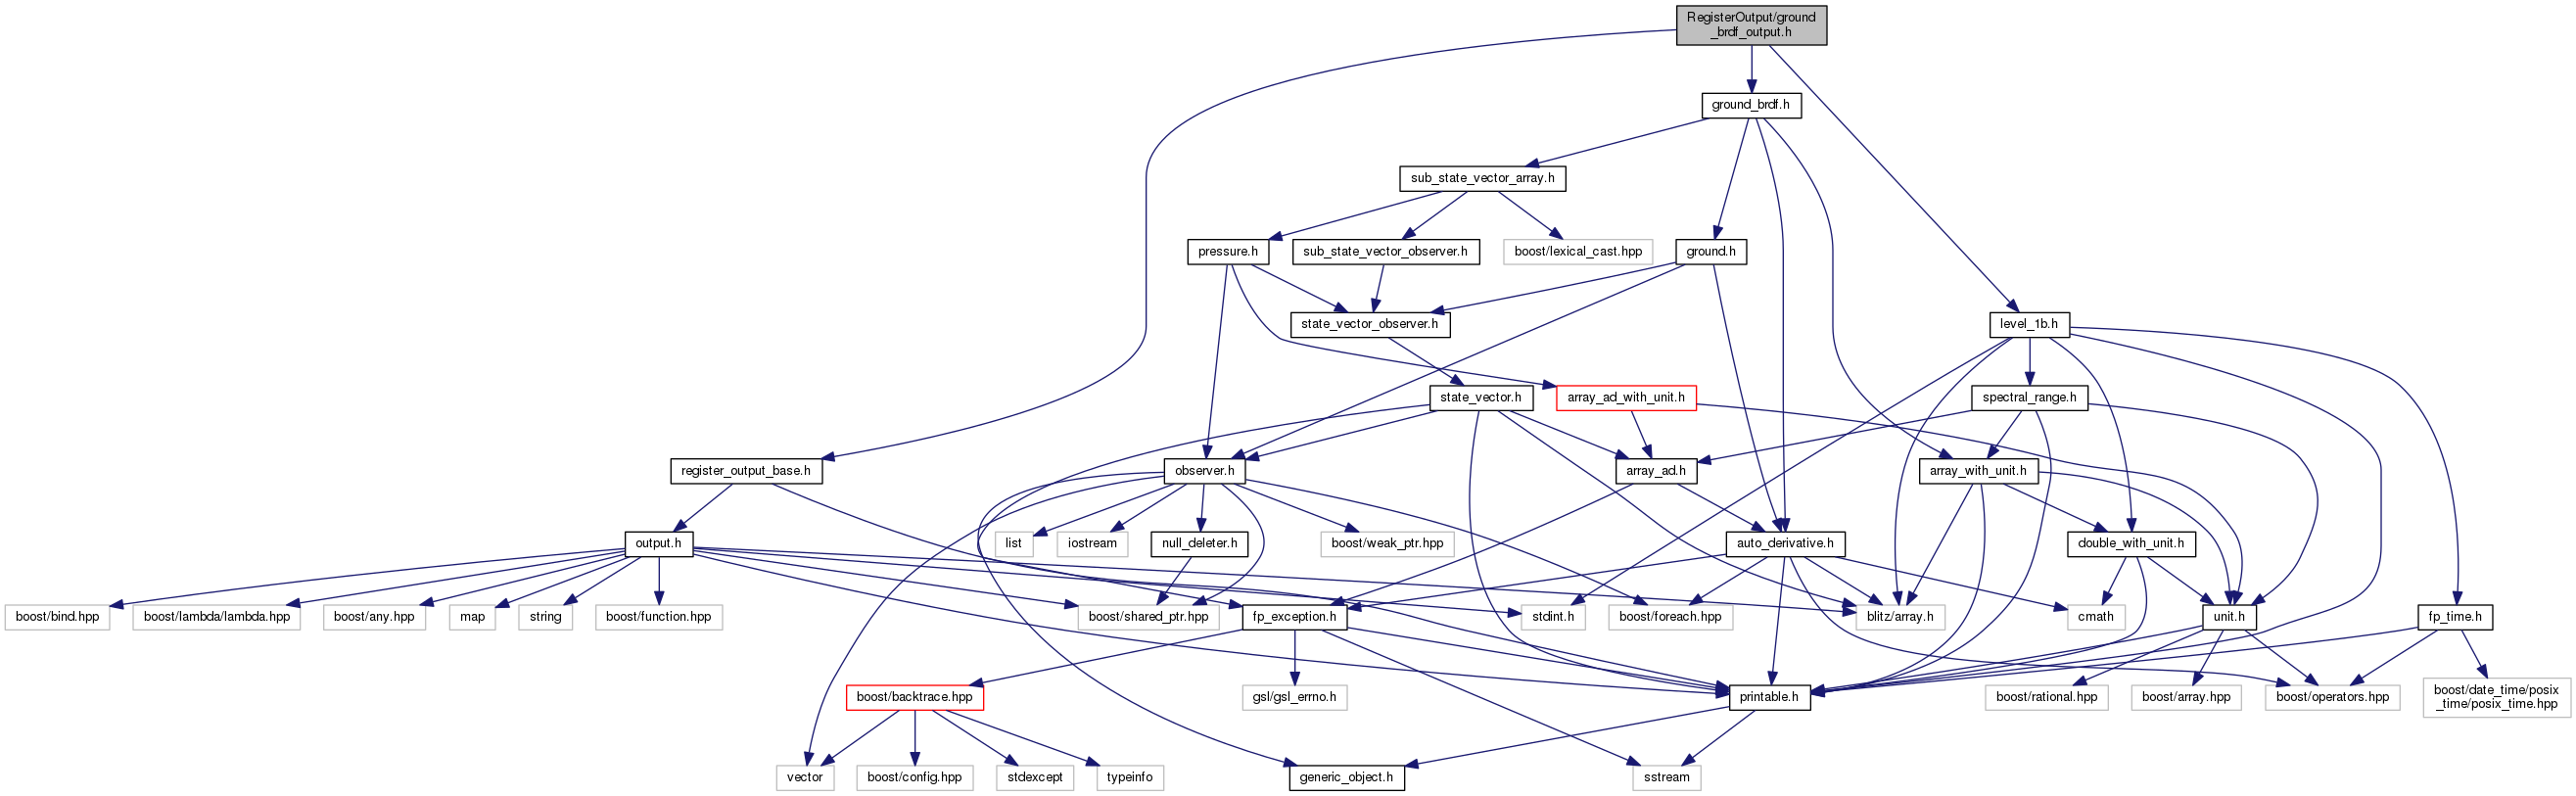 RegisterOutput/ground
_brdf_output.h
ground_brdf.h
sub_state_vector_array.h
pressure.h
sub_state_vector_observer.h
boost/lexical_cast.hpp
ground.h
state_vector_observer.h
level_1b.h
state_vector.h
array_ad_with_unit.h
spectral_range.h
register_output_base.h
observer.h
array_ad.h
array_with_unit.h
output.h
list
iostream
null_deleter.h
boost/weak_ptr.hpp
auto_derivative.h
double_with_unit.h
boost/bind.hpp
boost/lambda/lambda.hpp
boost/any.hpp
map
string
boost/function.hpp
boost/shared_ptr.hpp
fp_exception.h
stdint.h
boost/foreach.hpp
blitz/array.h
cmath
unit.h
fp_time.h
boost/backtrace.hpp
gsl/gsl_errno.h
printable.h
boost/rational.hpp
boost/array.hpp
boost/operators.hpp
boost/date_time/posix
_time/posix_time.hpp
vector
boost/config.hpp
stdexcept
typeinfo
generic_object.h
sstream